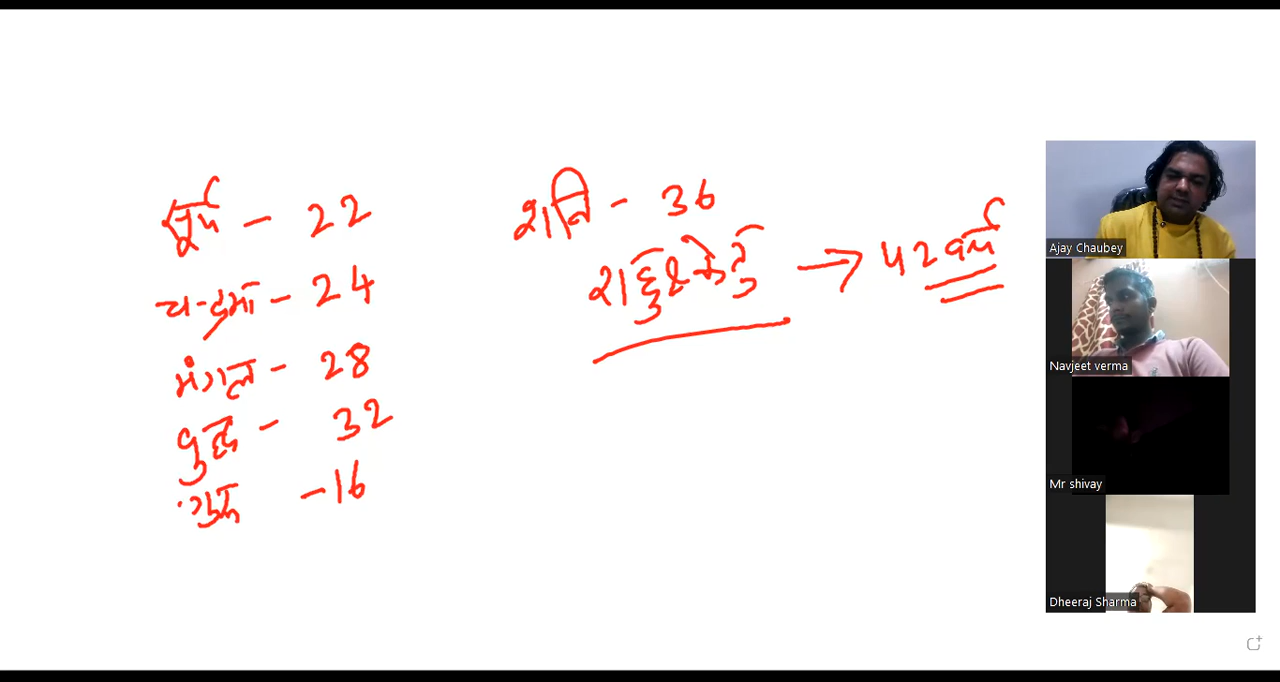 सूर्य - 22
चन्द्रमा - 24
मंगल - 28
बुध - 32
गुरु - 16
शनि - 36
राहु & केतु → 42 वर्ष
Ajay Chaubey
Navjeet verma
Mr shivay
Dheeraj Sharma